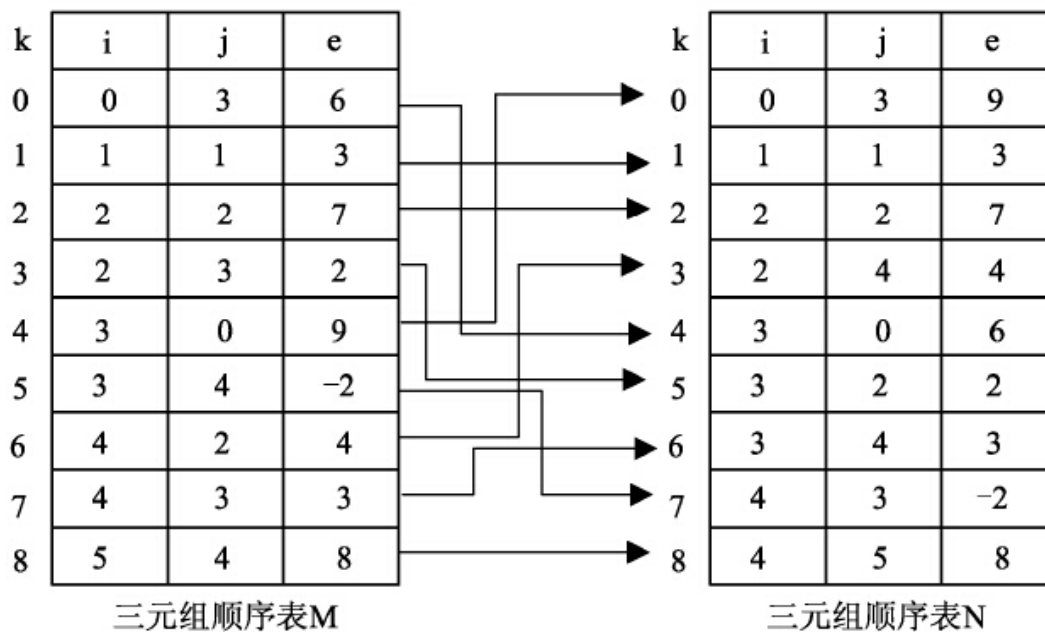 k i j e k i j e
0 0 3 6 0 0 3 9
1 1 1 3 1 1 1 3
2 2 2 7 2 2 2 7
3 2 3 2 3 2 4 4
4 3 0 9 4 3 0 6
5 3 4 −2 5 3 2 2
6 4 2 4 6 3 4 3
7 4 3 3 7 4 3 −2
8 5 4 8 8 4 5 8
三元组顺序表M 三元组顺序表N